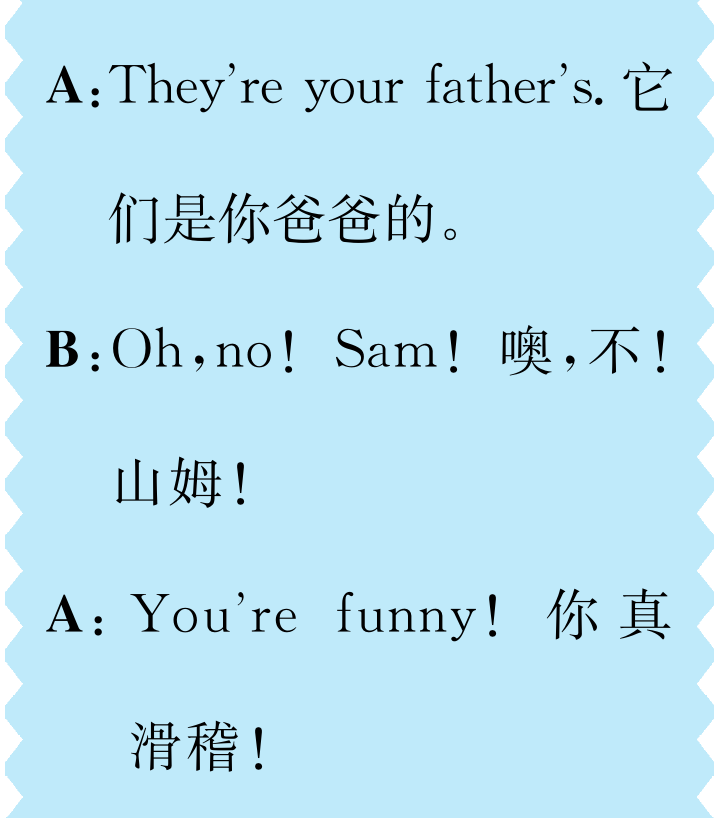 A:They’re your father’s. 它
们是你爸爸的。
B:Oh,no! Sam! 噢,不!
山姆!
A: You’re funny! 你真
滑稽!